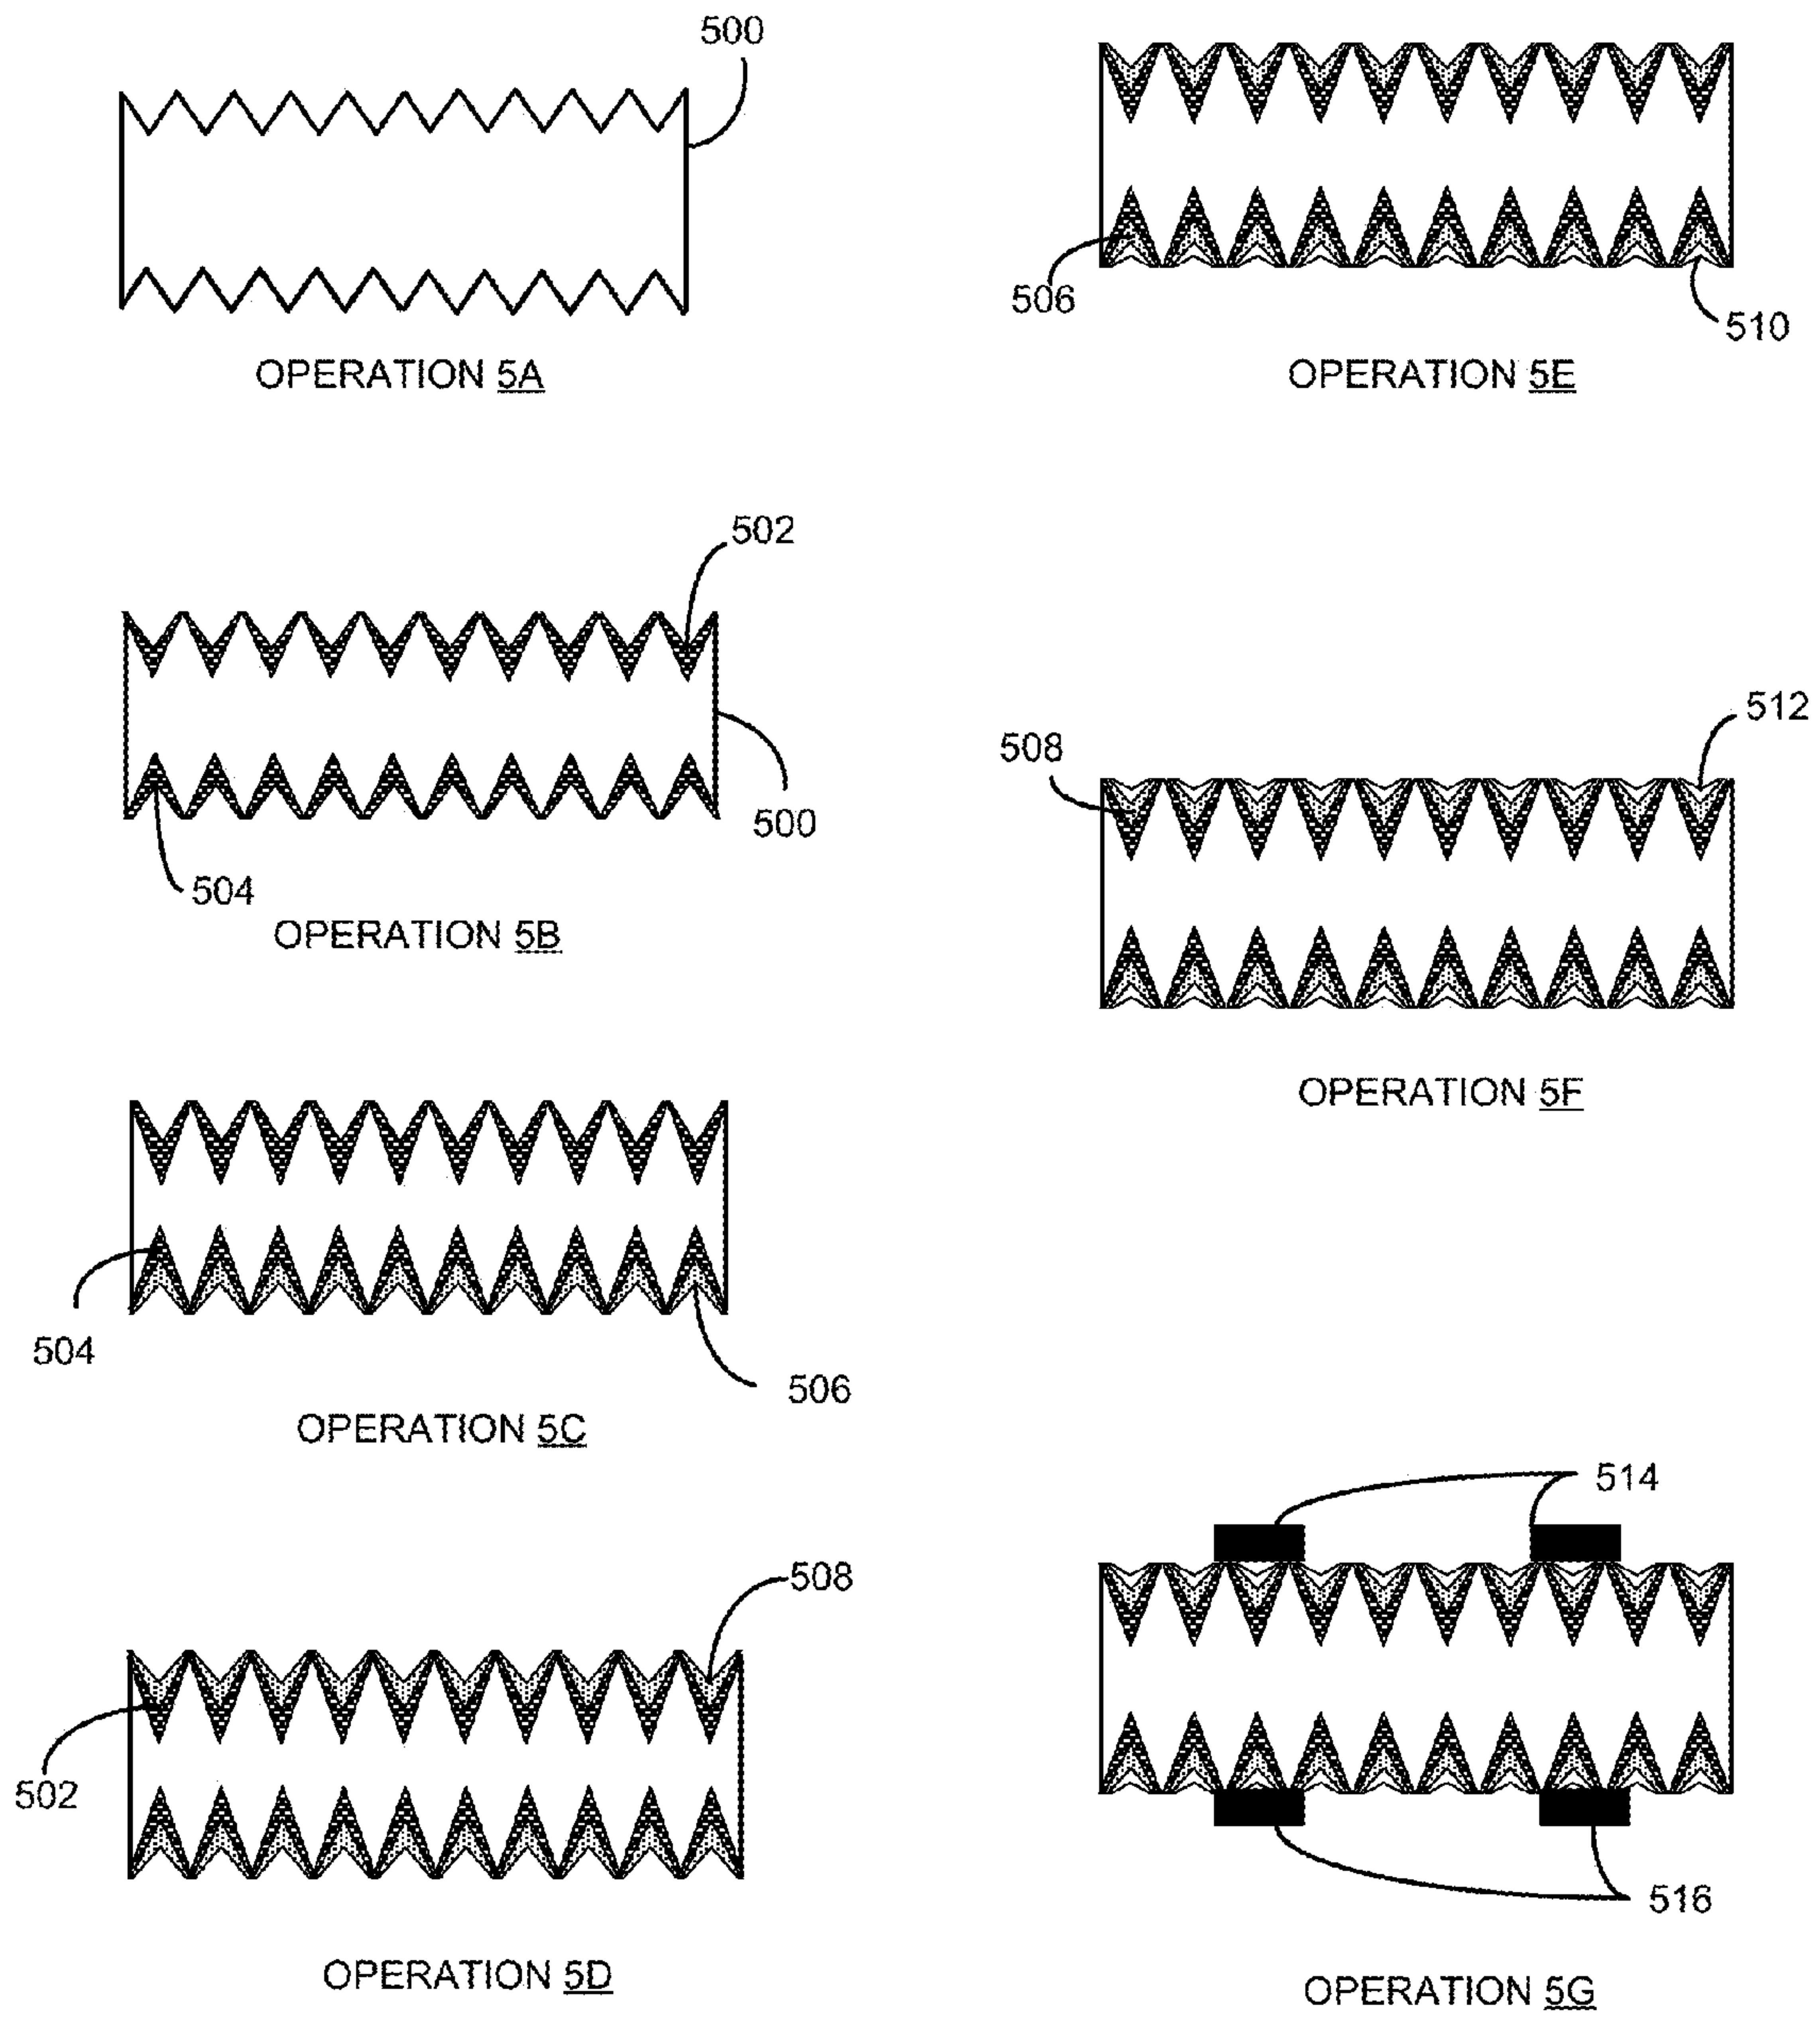 500
OPERATION 5A
502
500
504
OPERATION 5B
504
506
OPERATION 5C
508
502
OPERATION 5D
506
510
OPERATION 5E
512
508
OPERATION 5F
514
516
OPERATION 5G